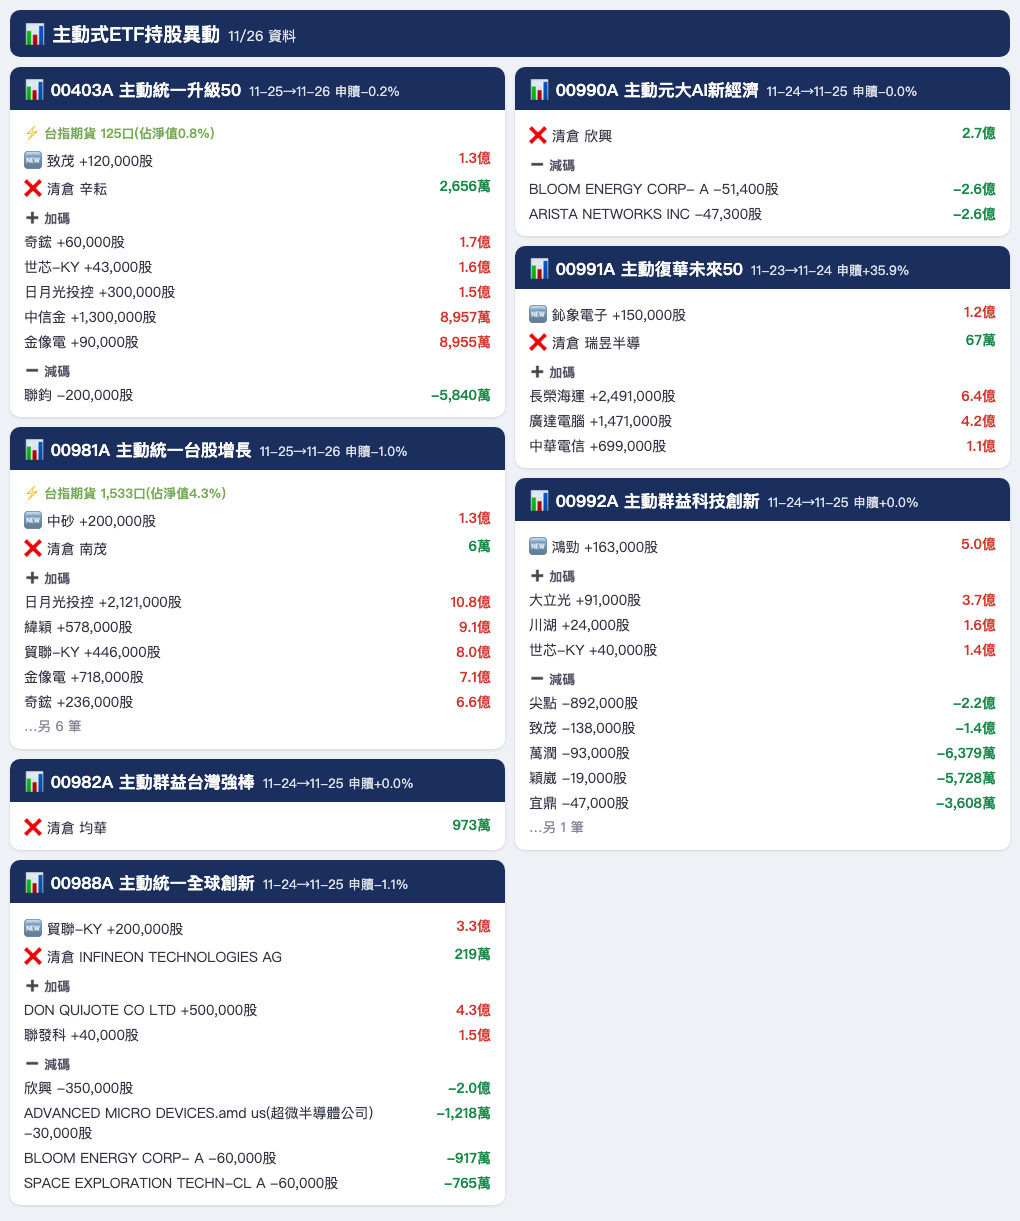 📊 主動式ETF持股異動 11/26 資料
📊 00403A 主動統一升級50 11-25→11-26 申贖-0.2%
⚡ 台指期貨 125口(佔淨值0.8%)
🆕 致茂 +120,000股 1.3億
❌ 清倉 辛耘 2,656萬
➕ 加碼
奇鋐 +60,000股 1.7億
世芯-KY +43,000股 1.6億
日月光投控 +300,000股 1.5億
中信金 +1,300,000股 8,957萬
金像電 +90,000股 8,955萬
➖ 減碼
聯鈞 -200,000股 -5,840萬
📊 00981A 主動統一台股增長 11-25→11-26 申贖-1.0%
⚡ 台指期貨 1,533口(佔淨值4.3%)
🆕 中砂 +200,000股 1.3億
❌ 清倉 南茂 6萬
➕ 加碼
日月光投控 +2,121,000股 10.8億
緯穎 +578,000股 9.1億
貿聯-KY +446,000股 8.0億
金像電 +718,000股 7.1億
奇鋐 +236,000股 6.6億
...另 6 筆
📊 00982A 主動群益台灣強棒 11-24→11-25 申贖+0.0%
❌ 清倉 均華 973萬
📊 00988A 主動統一全球創新 11-24→11-25 申贖-1.1%
🆕 貿聯-KY +200,000股 3.3億
❌ 清倉 INFINEON TECHNOLOGIES AG 219萬
➕ 加碼
DON QUIJOTE CO LTD +500,000股 4.3億
聯發科 +40,000股 1.5億
➖ 減碼
欣興 -350,000股 -2.0億
ADVANCED MICRO DEVICES.amd us(超微半導體公司) -1,218萬
-30,000股
BLOOM ENERGY CORP- A -60,000股 -917萬
SPACE EXPLORATION TECHN-CL A -60,000股 -765萬
📊 00990A 主動元大AI新經濟 11-24→11-25 申贖-0.0%
❌ 清倉 欣興 2.7億
➖ 減碼
BLOOM ENERGY CORP- A -51,400股 -2.6億
ARISTA NETWORKS INC -47,300股 -2.6億
📊 00991A 主動復華未來50 11-23→11-24 申贖+35.9%
🆕 鈊象電子 +150,000股 1.2億
❌ 清倉 瑞昱半導 67萬
➕ 加碼
長榮海運 +2,491,000股 6.4億
廣達電腦 +1,471,000股 4.2億
中華電信 +699,000股 1.1億
📊 00992A 主動群益科技創新 11-24→11-25 申贖+0.0%
🆕 鴻勁 +163,000股 5.0億
➕ 加碼
大立光 +91,000股 3.7億
川湖 +24,000股 1.6億
世芯-KY +40,000股 1.4億
➖ 減碼
尖點 -892,000股 -2.2億
致茂 -138,000股 -1.4億
萬潤 -93,000股 -6,379萬
穎崴 -19,000股 -5,728萬
宜鼎 -47,000股 -3,608萬
...另 1 筆